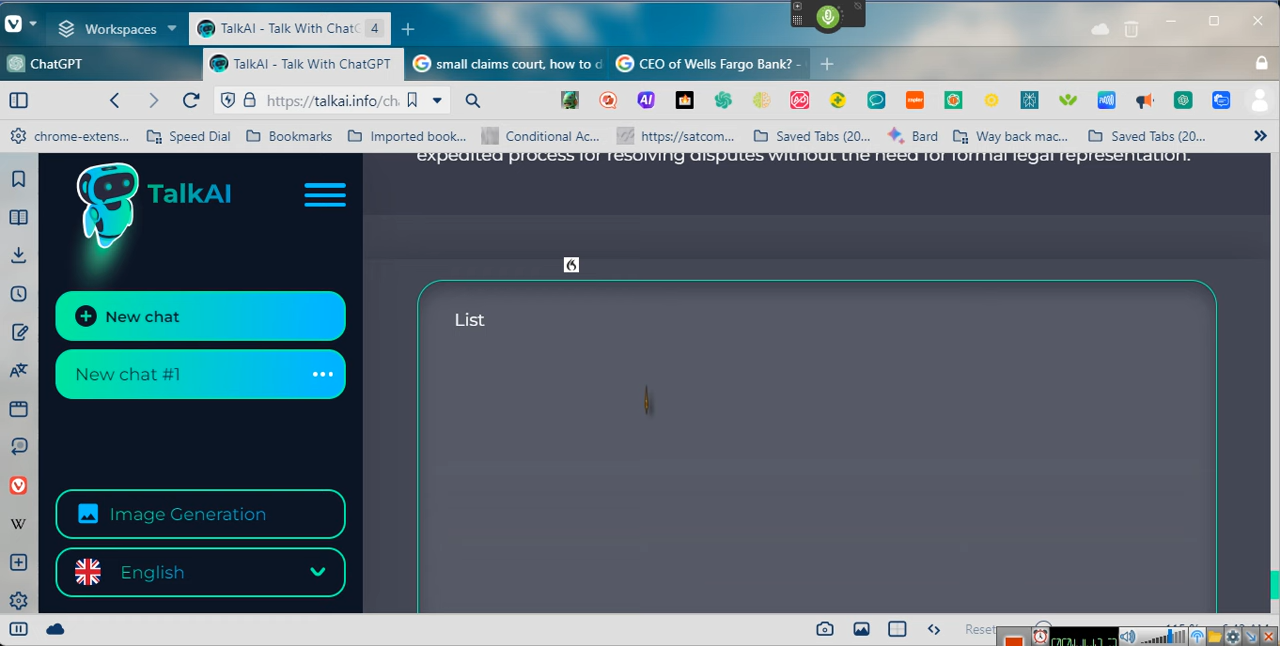 Workspaces
TalkAI - Talk With ChatG 4
ChatGPT
TalkAI - Talk With ChatGPT
small claims court, how to d
CEO of Wells Fargo Bank? -
https://talkai.info/cha
AI
chrome-extens...
Speed Dial
Bookmarks
Imported book...
Conditional Ac...
https://satcom...
Saved Tabs (20...
Bard
Way back mac...
Saved Tabs (20...
expedited process for resolving disputes without the need for formal legal representation.
TalkAI
New chat
List
New chat #1
Image Generation
English
W
Reset